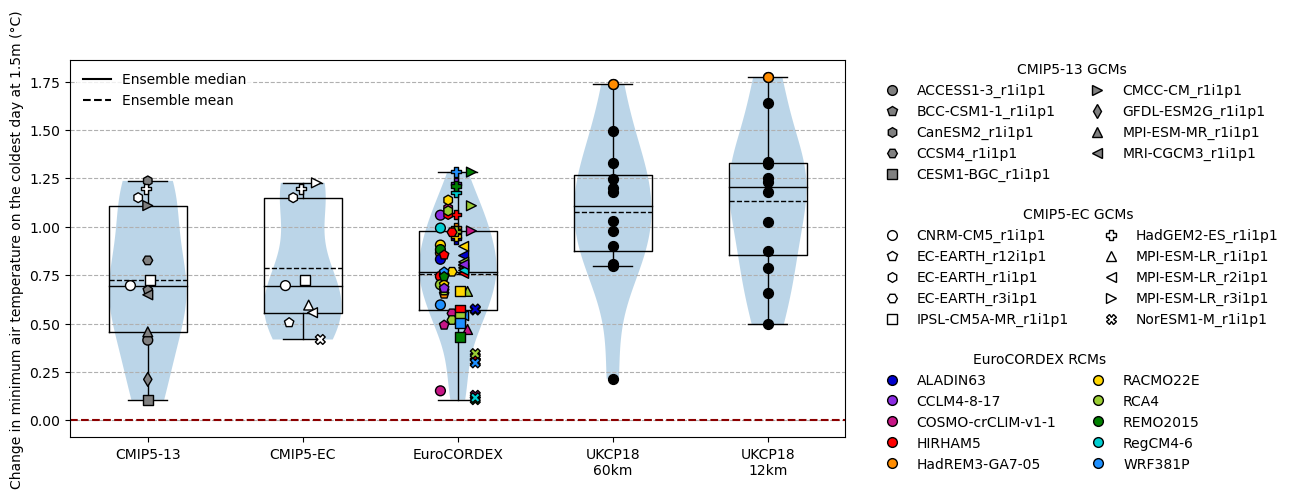 Change in minimum air temperature on the coldest day at 1.5m (°C)
1.75
1.50
1.25
1.00
0.75
0.50
0.25
0.00
Ensemble median
Ensemble mean
CMIP5-13
CMIP5-EC
EuroCORDEX
UKCP18
60km
UKCP18
12km
CMIP5-13 GCMs
ACCESS1-3_r1i1p1
BCC-CSM1-1_r1i1p1
CanESM2_r1i1p1
CCSM4_r1i1p1
CESM1-BGC_r1i1p1
CMCC-CM_r1i1p1
GFDL-ESM2G_r1i1p1
MPI-ESM-MR_r1i1p1
MRI-CGCM3_r1i1p1
CMIP5-EC GCMs
CNRM-CM5_r1i1p1
EC-EARTH_r12i1p1
EC-EARTH_r1i1p1
EC-EARTH_r3i1p1
IPSL-CM5A-MR_r1i1p1
HadGEM2-ES_r1i1p1
MPI-ESM-LR_r1i1p1
MPI-ESM-LR_r2i1p1
MPI-ESM-LR_r3i1p1
NorESM1-M_r1i1p1
EuroCORDEX RCMs
ALADIN63
CCLM4-8-17
COSMO-crCLIM-v1-1
HIRHAM5
HadREM3-GA7-05
RACMO22E
RCA4
REMO2015
RegCM4-6
WRF381P